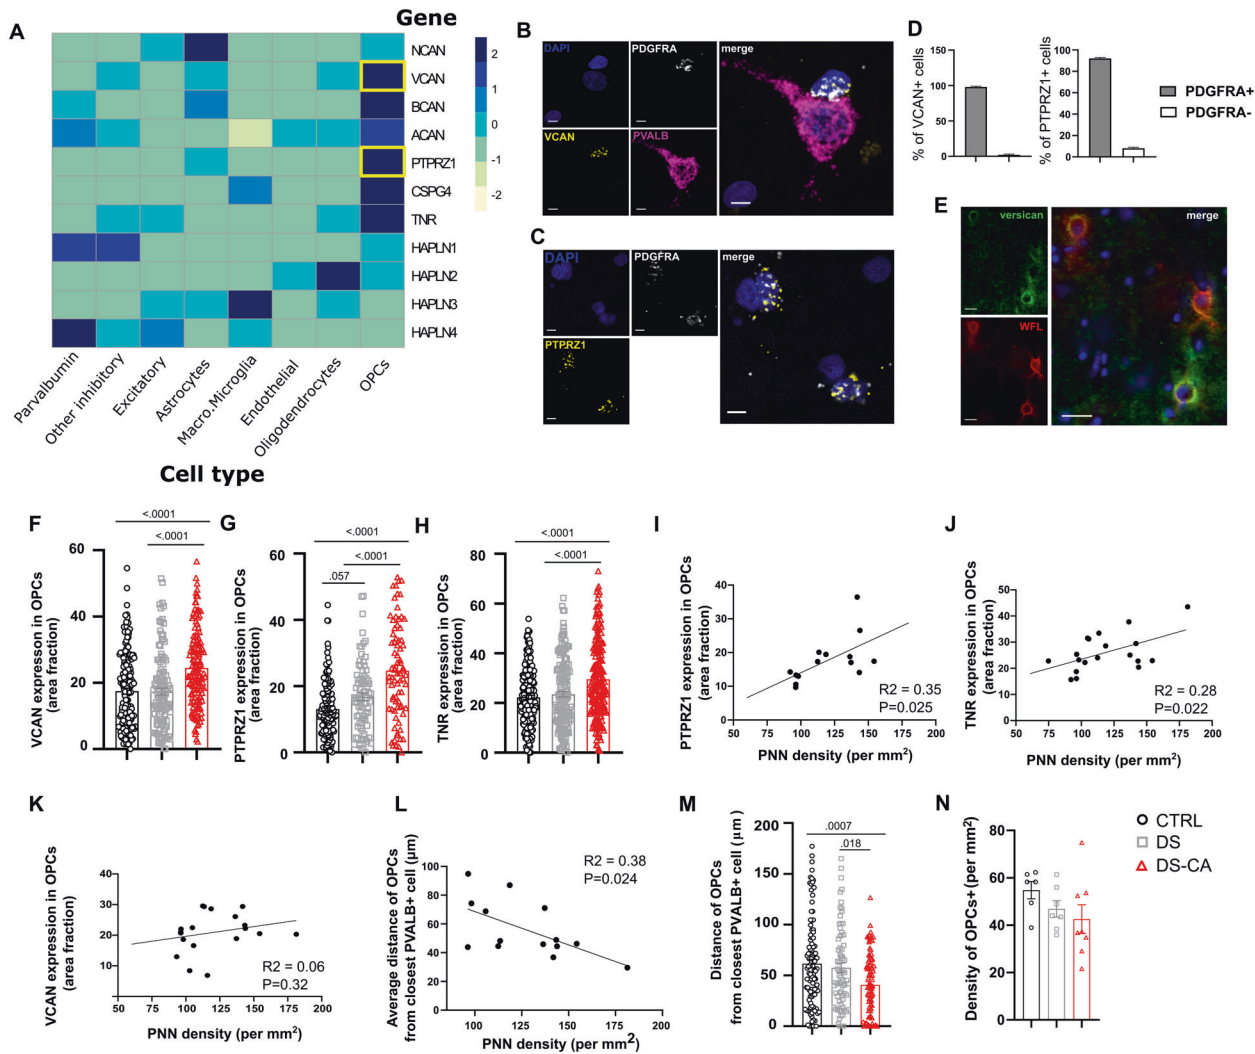 A
Gene
NCAN
VCAN
BCAN
ACAN
PTPRZ1
CSPG4
TNR
HAPLN1
HAPLN2
HAPLN3
HAPLN4
2
1
0
-1
-2
Parvalbumin
Other inhibitory
Excitatory
Astrocytes
Macro.Microglia
Endothelial
Oligodendrocytes
OPCs
Cell type
B
DAPI
PDGFRA
merge
VCAN
PVALB
C
DAPI
PDGFRA
merge
PTPRZ1
D
% of VCAN+ cells
150
100
50
0
% of PTPRZ1+ cells
100
80
60
40
20
0
PDGFRA+
PDGFRA-
E
versican
merge
WFL
F
<.0001
<.0001
VCAN expression in OPCs
(area fraction)
60
40
20
0
G
<.0001
<.0001
.057
PTPRZ1 expression in OPCs
(area fraction)
60
40
20
0
H
<.0001
<.0001
TNR expression in OPCs
(area fraction)
80
60
40
20
0
I
PTPRZ1 expression in OPCs
(area fraction)
40
30
20
10
0
R2 = 0.35
P=0.025
50 75 100 125 150 175 200
PNN density (per mm2)
J
TNR expression in OPCs
(area fraction)
50
40
30
20
10
0
R2 = 0.28
P=0.022
50 75 100 125 150 175 200
PNN density (per mm2)
K
VCAN expression in OPCs
(area fraction)
40
30
20
10
R2 = 0.06
P=0.32
50 75 100 125 150 175 200
PNN density (per mm2)
L
Average distance of OPCs
from closest PVALB+ cell (µm)
100
80
60
40
20
0
R2 = 0.38
P=0.024
100 125 150 175 200
PNN density (per mm2)
M
Distance of OPCs
from closest PVALB+ cell (µm)
200
150
100
50
0
.0007
.018
N
Density of OPCs+ (per mm2)
80
60
40
20
0
CTRL
DS
DS-CA